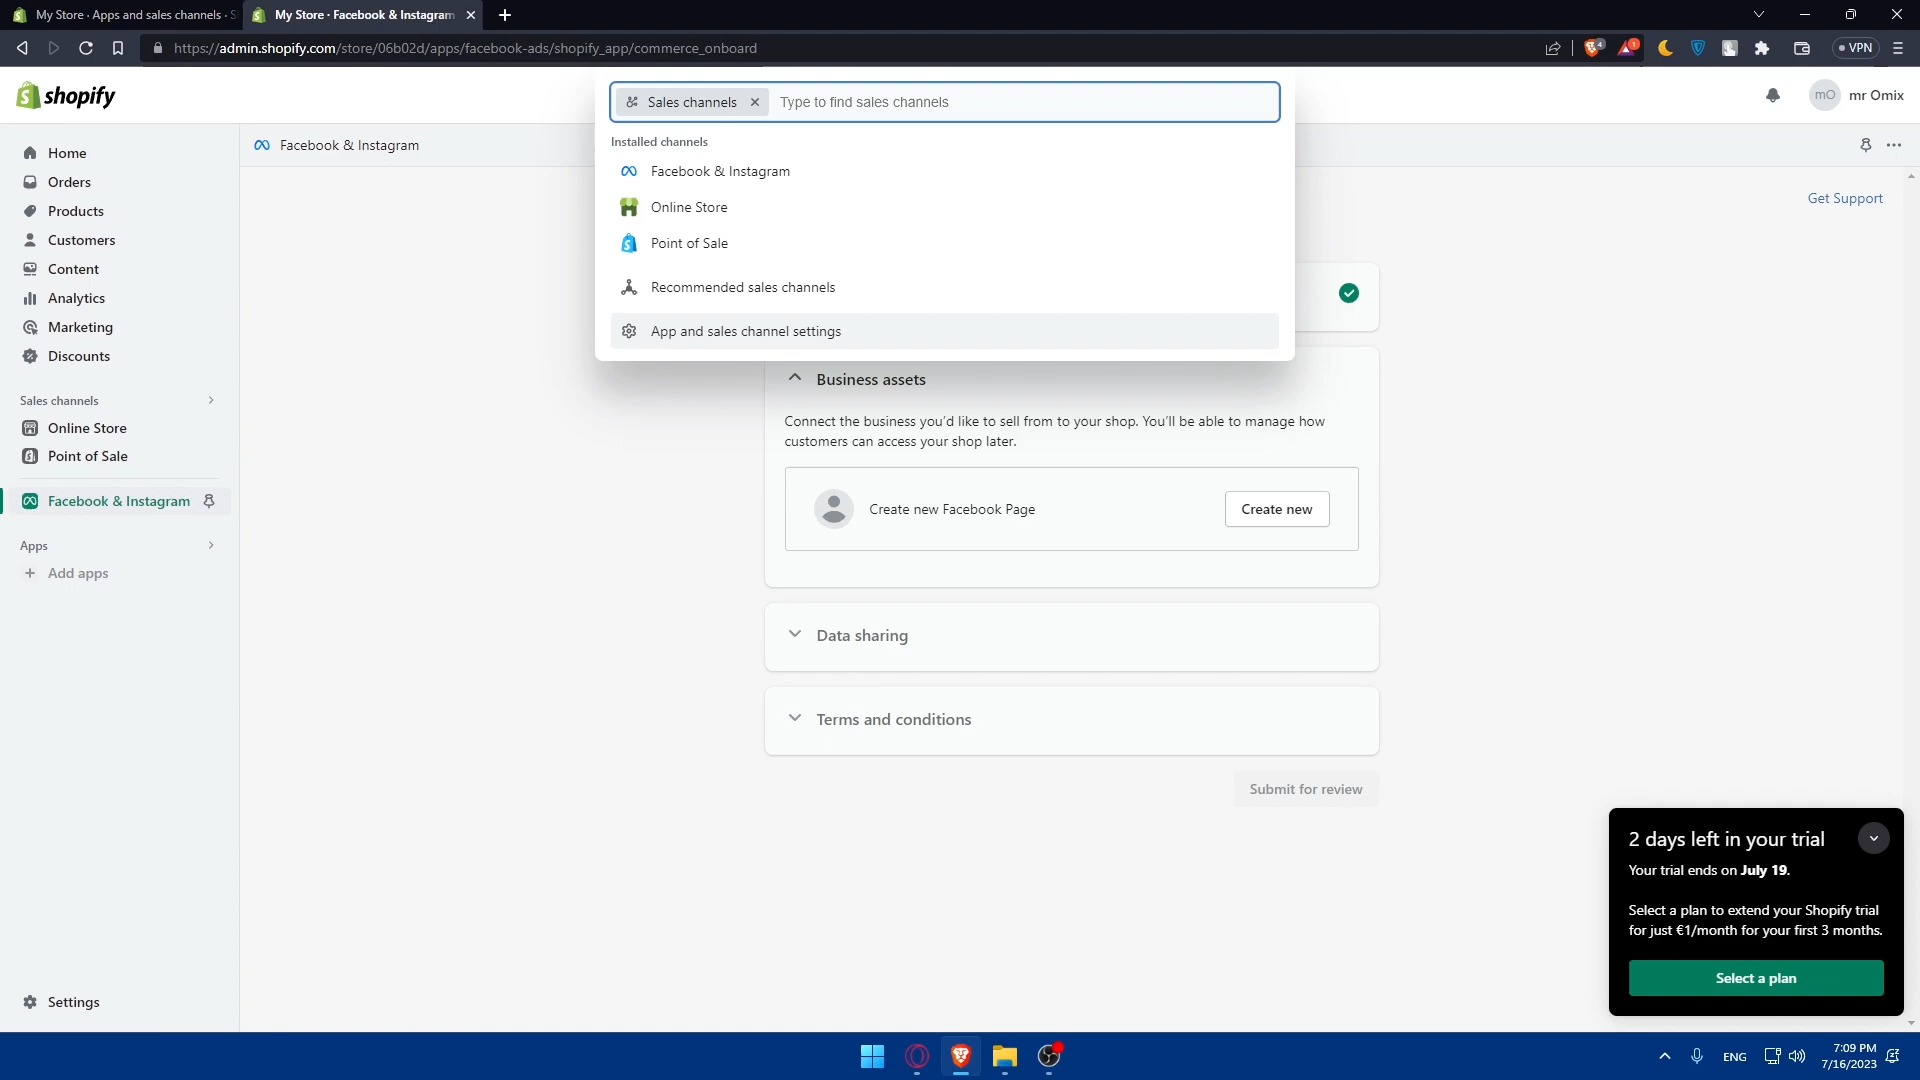 My Store · Apps and sales channels · S
My Store · Facebook & Instagram
https://admin.shopify.com/store/06b02d/apps/facebook-ads/shopify_app/commerce_onboard
4
1
VPN
shopify
Sales channels
Type to find sales channels
mO
mr Omix
Installed channels
Facebook & Instagram
Online Store
Point of Sale
Recommended sales channels
App and sales channel settings
Home
Orders
Products
Customers
Content
Analytics
Marketing
Discounts
Sales channels
Online Store
Point of Sale
Facebook & Instagram
Apps
Add apps
Settings
Facebook & Instagram
Get Support
Business assets
Connect the business you'd like to sell from to your shop. You'll be able to manage how
customers can access your shop later.
Create new Facebook Page
Create new
Data sharing
Terms and conditions
Submit for review
2 days left in your trial
Your trial ends on July 19.
Select a plan to extend your Shopify trial
for just €1/month for your first 3 months.
Select a plan
ENG
7:09 PM
7/16/2023